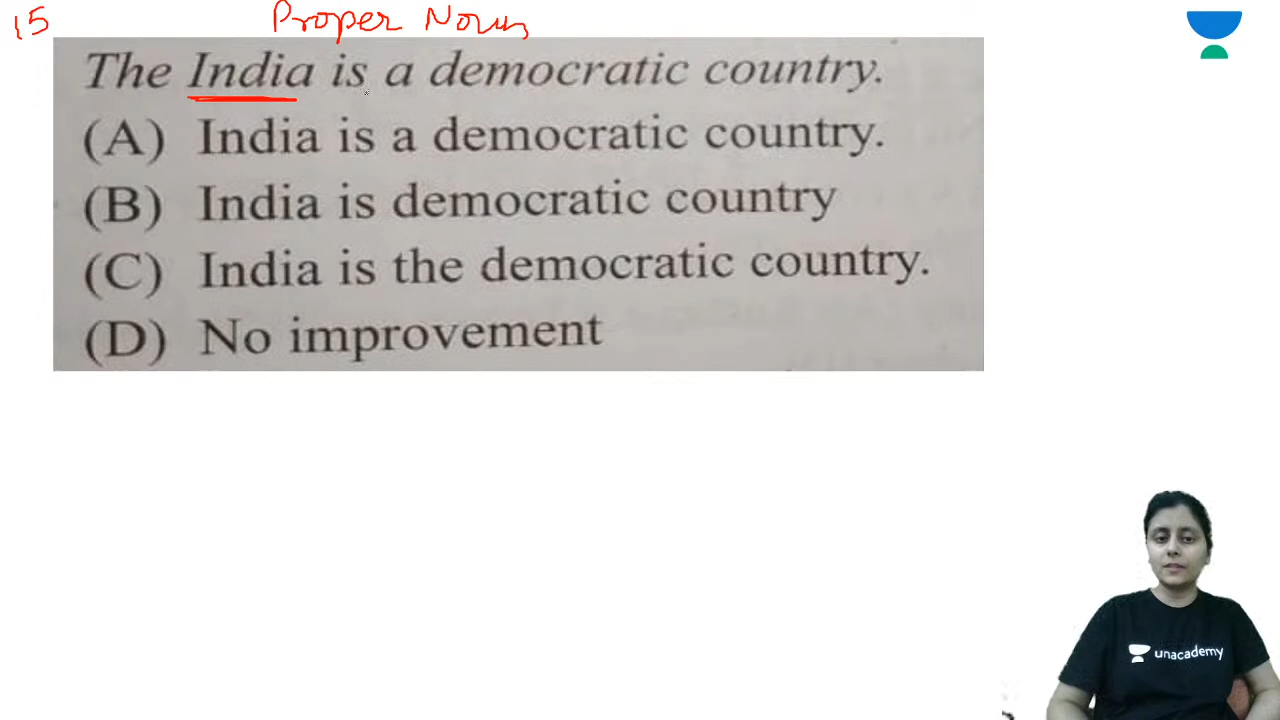 15 Proper Noun
The India is a democratic country.
(A) India is a democratic country.
(B) India is democratic country
(C) India is the democratic country.
(D) No improvement
unacademy